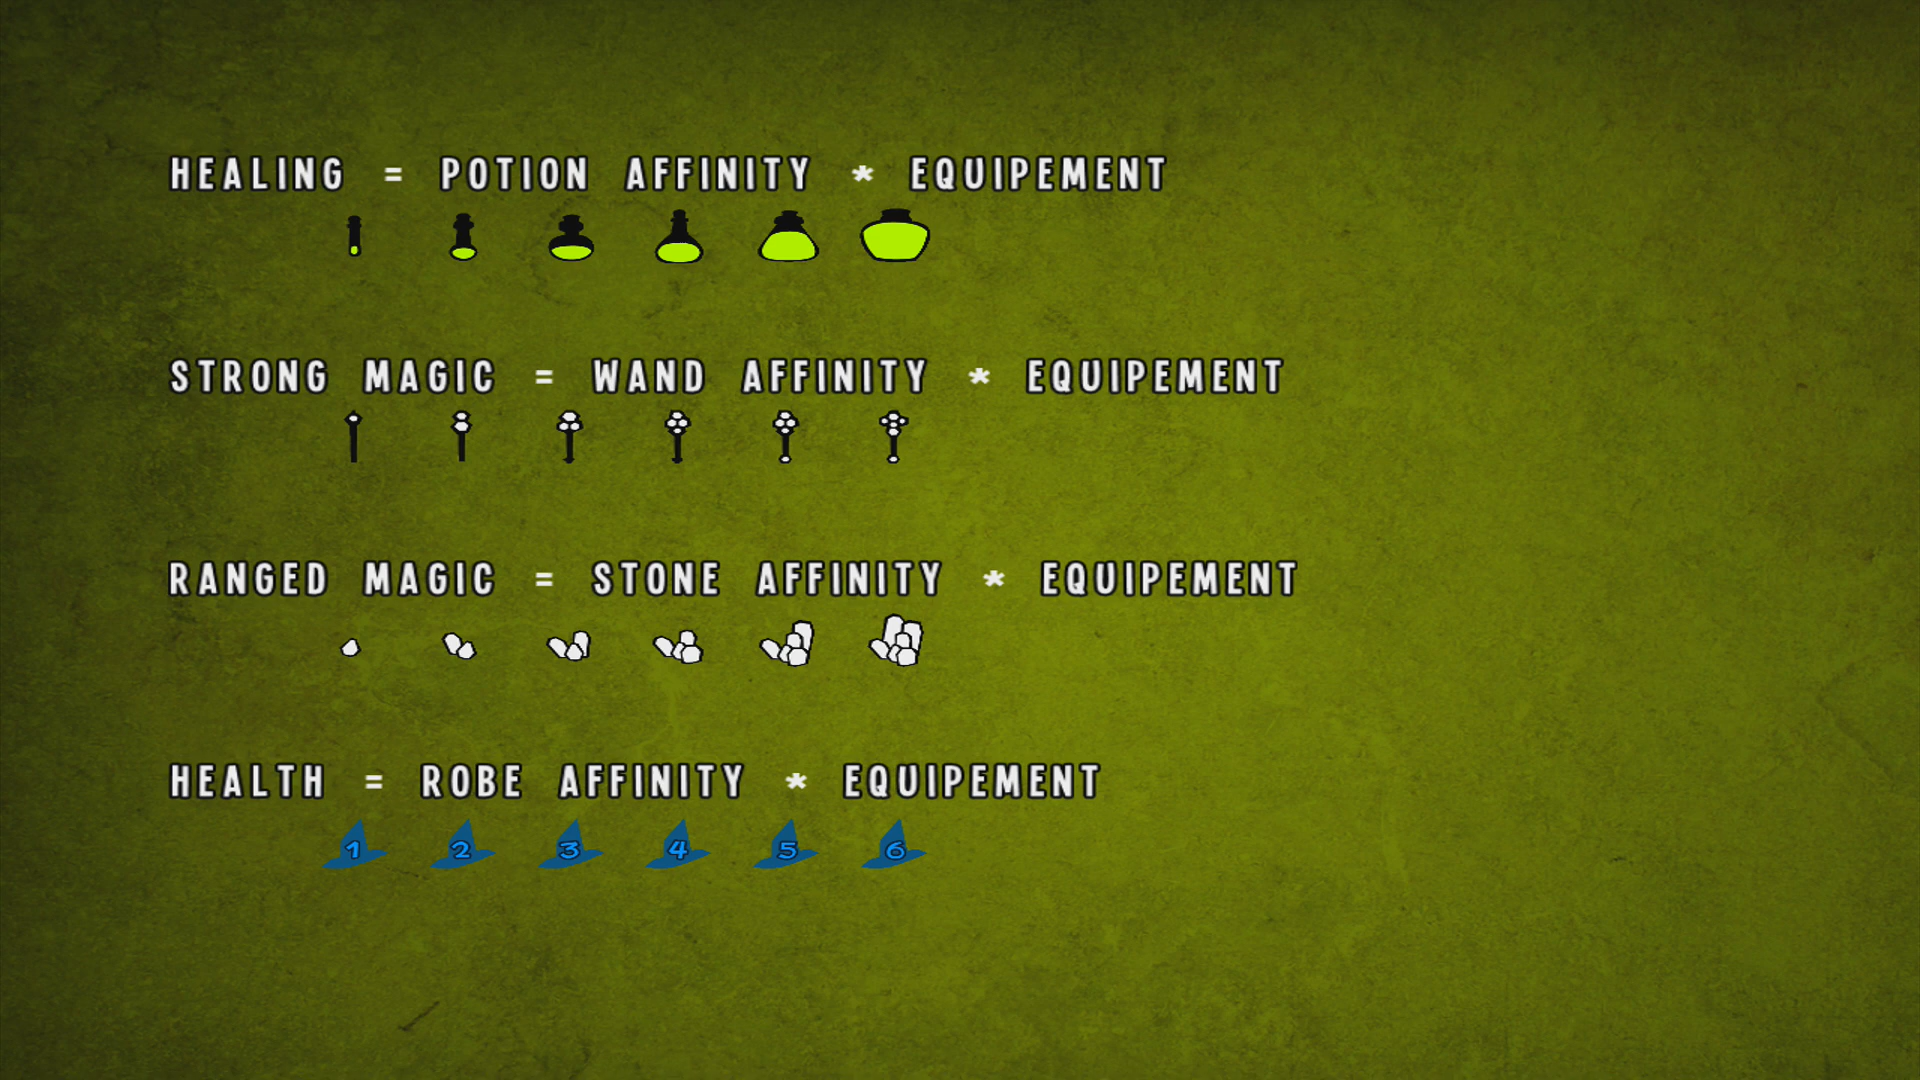 HEALING = POTION AFFINITY * EQUIPEMENT
STRONG MAGIC = WAND AFFINITY * EQUIPEMENT
RANGED MAGIC = STONE AFFINITY * EQUIPEMENT
HEALTH = ROBE AFFINITY * EQUIPEMENT
1 2 3 4 5 6